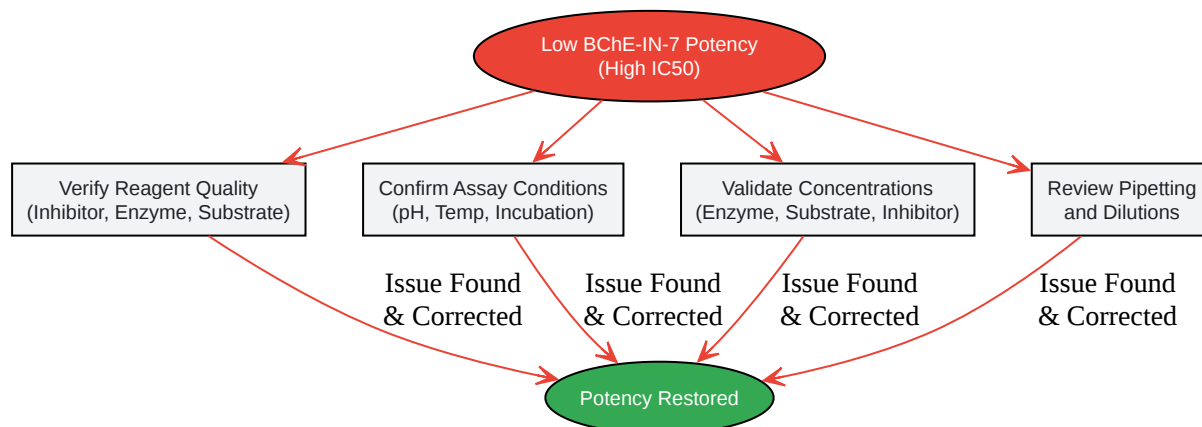 Low BChE-IN-7 Potency
(High IC50)
Verify Reagent Quality
(Inhibitor, Enzyme, Substrate)
Confirm Assay Conditions
(pH, Temp, Incubation)
Validate Concentrations
(Enzyme, Substrate, Inhibitor)
Review Pipetting
and Dilutions
Issue Found
& Corrected
Issue Found
& Corrected
Issue Found
& Corrected
Issue Found
& Corrected
Potency Restored